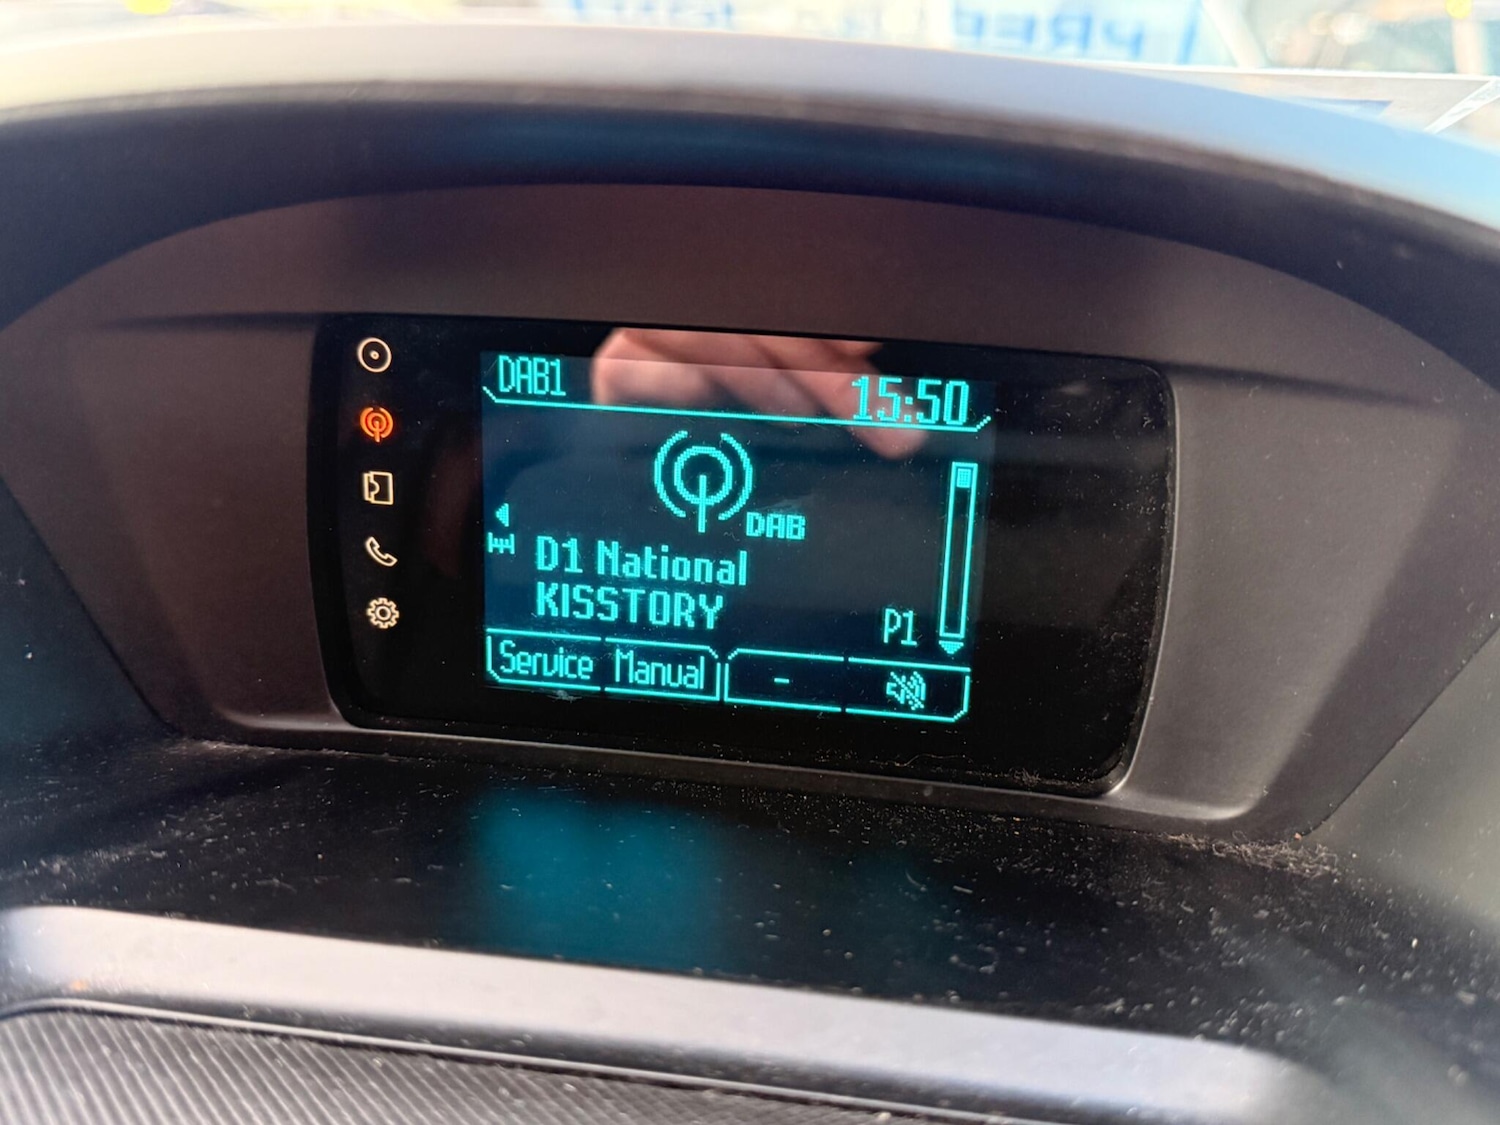 DAB1 15:50
DAB
D1 National
KISSTORY
P1
Service Manual -